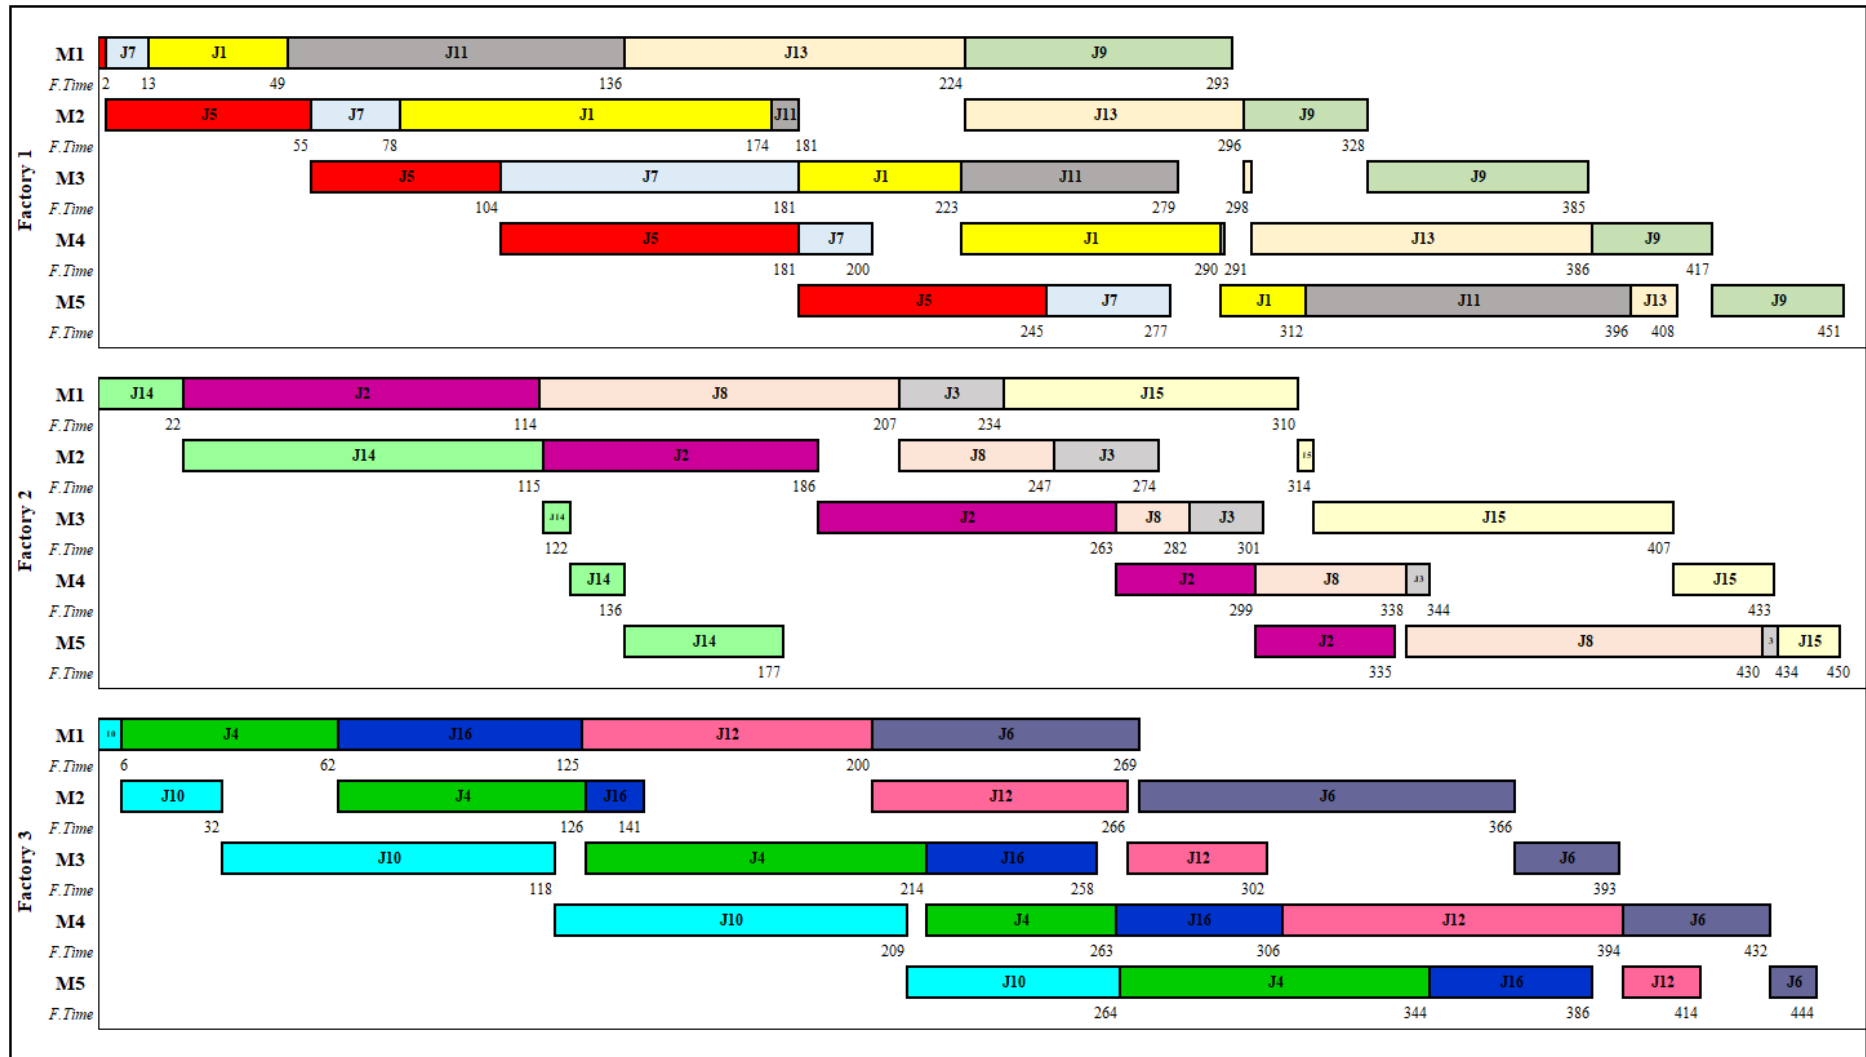 Factory 1
M1 J7 J1 J11 J13 J9
F.Time 2 13 49 136 224 293
M2 J5 J7 J1 J11 J13 J9
F.Time 55 78 174 181 296 328
M3 J5 J7 J1 J11 J9
F.Time 104 181 223 279 298 385
M4 J5 J7 J1 J13 J9
F.Time 181 200 290 291 386 417
M5 J5 J7 J1 J11 J13 J9
F.Time 245 277 312 396 408 451
Factory 2
M1 J14 J2 J8 J3 J15
F.Time 22 114 207 234 310
M2 J14 J2 J8 J3 15
F.Time 115 186 247 274 314
M3 J14 J2 J8 J3 J15
F.Time 122 263 282 301 407
M4 J14 J2 J8 J3 J15
F.Time 136 299 338 344 433
M5 J14 J2 J8 3 J15
F.Time 177 335 430 434 450
Factory 3
M1 10 J4 J16 J12 J6
F.Time 6 62 125 200 269
M2 J10 J4 J16 J12 J6
F.Time 32 126 141 266 366
M3 J10 J4 J16 J12 J6
F.Time 118 214 258 302 393
M4 J10 J4 J16 J12 J6
F.Time 209 263 306 394 432
M5 J10 J4 J16 J12 J6
F.Time 264 344 386 414 444